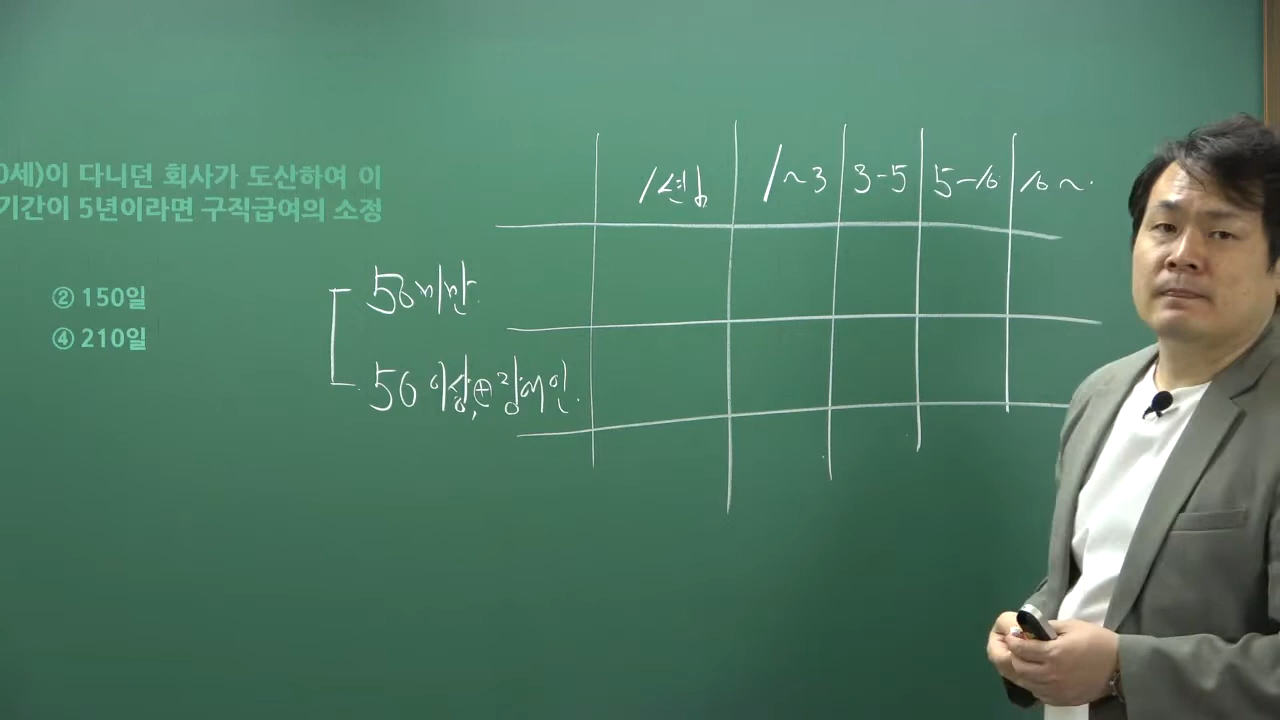 0세)이 다니던 회사가 도산하여 이
기간이 5년이라면 구직급여의 소정
② 150일
④ 210일
1년 1~3 3-5 5-10 10~
50미만
50이상, ⊕ 장애인.